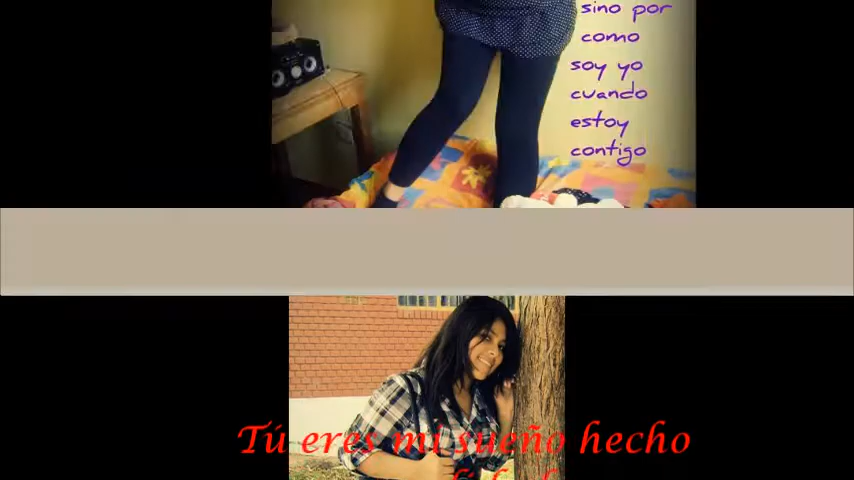 sino por
como
soy yo
cuando
estoy
contigo
Tú eres mi sueño hecho